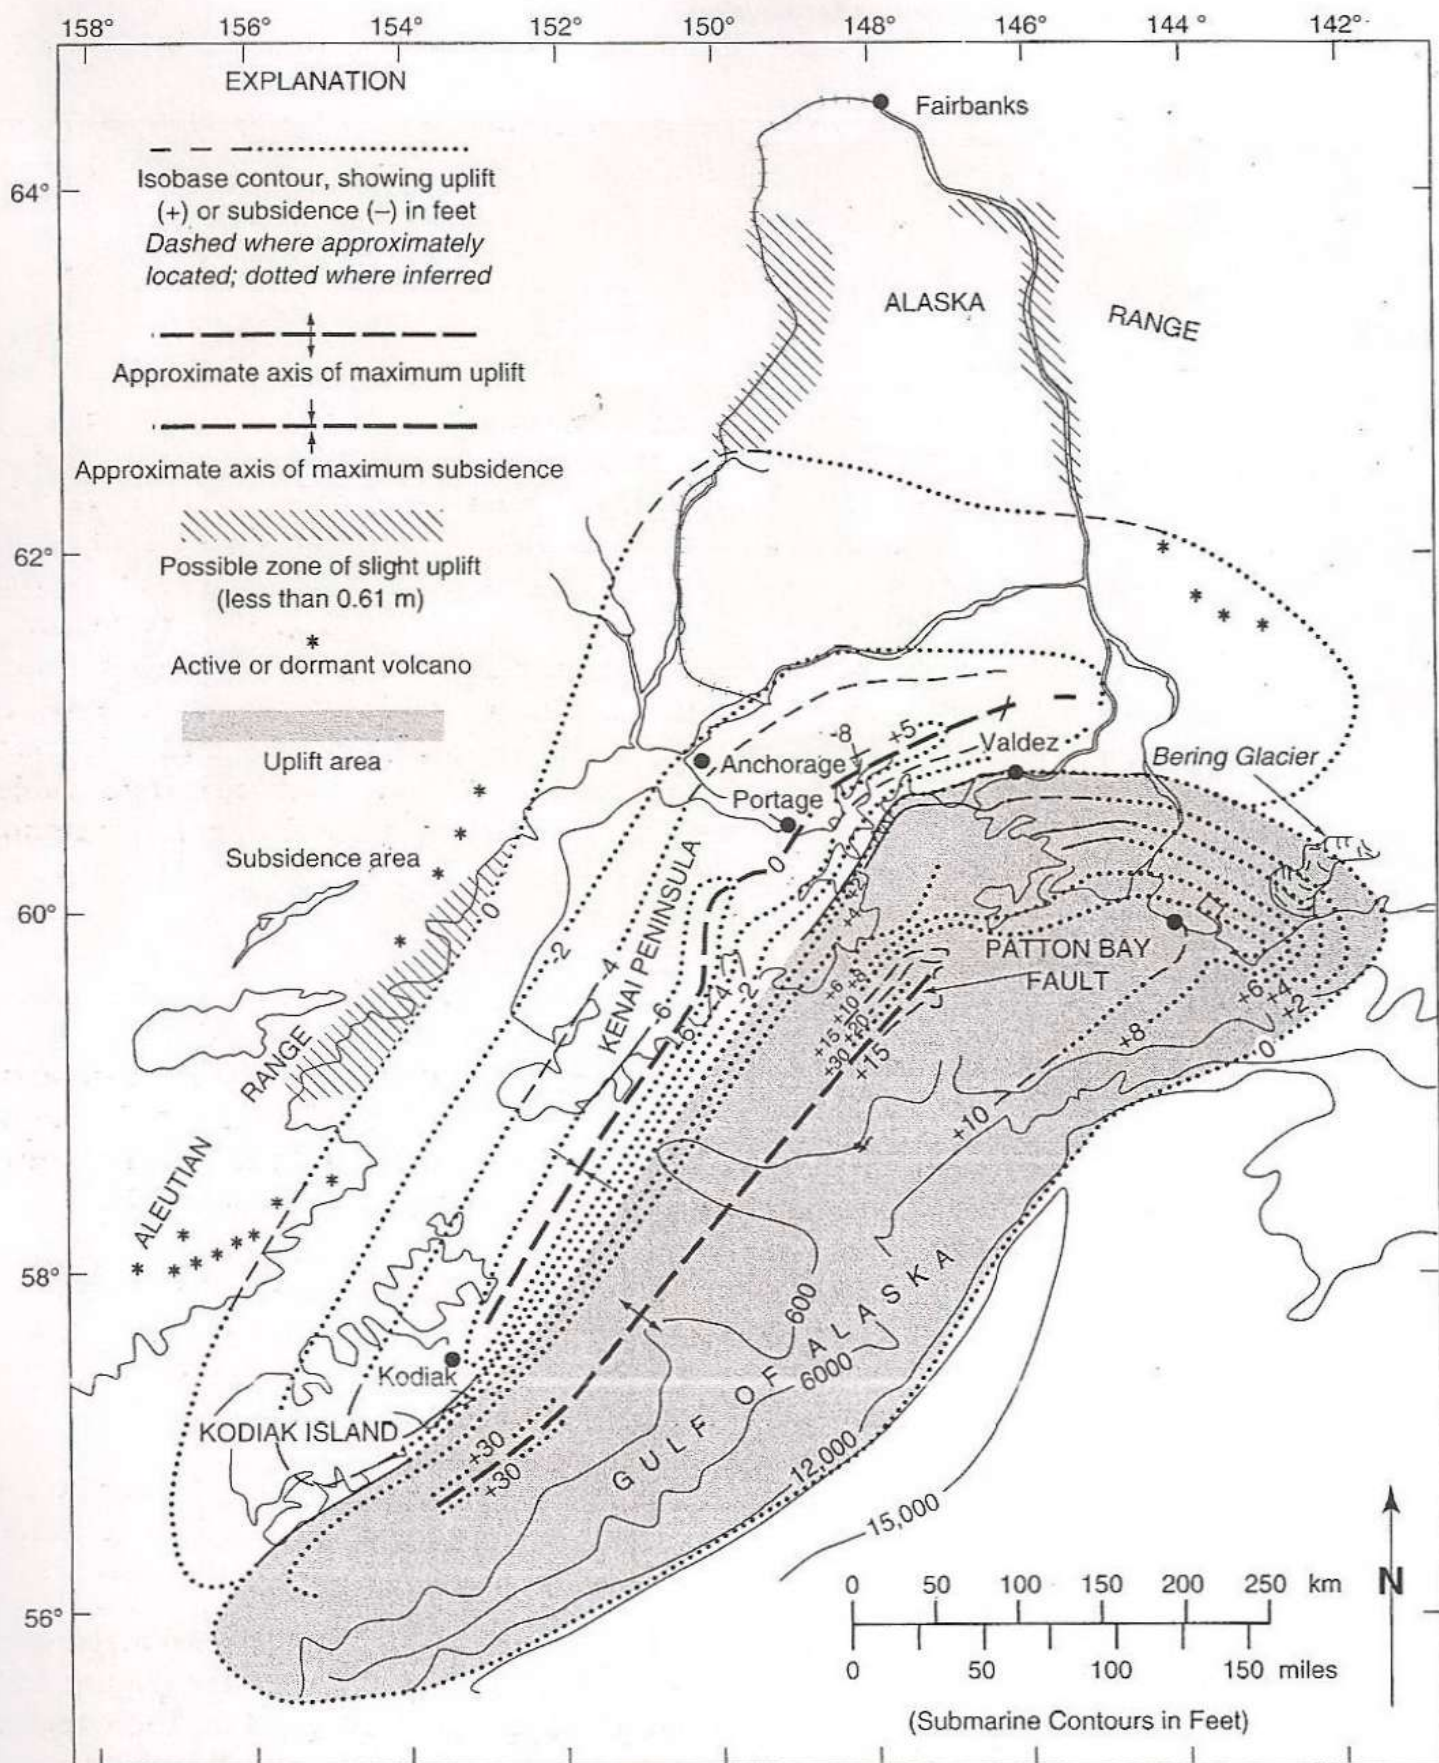 158° 156° 154° 152° 150° 148° 146° 144° 142°
EXPLANATION
Isobase contour, showing uplift
(+) or subsidence (–) in feet
Dashed where approximately
located; dotted where inferred
Approximate axis of maximum uplift
Approximate axis of maximum subsidence
Possible zone of slight uplift
(less than 0.61 m)
Active or dormant volcano
Uplift area
Subsidence area
64°
62°
60°
58°
56°
Fairbanks
ALASKA
RANGE
Anchorage
Portage
-8
+5
Valdez
Bering Glacier
0
KENAI PENINSULA
0
-2
-4
-6
-6
-4
-2
+2
+4
+6
+8
+10
+15
+20
+30
+15
PATTON BAY
FAULT
+6
+4
+2
0
+8
+10
RANGE
ALEUTIAN
Kodiak
KODIAK ISLAND
+30
+30
GULF OF ALASKA
600
6000
12,000
15,000
0 50 100 150 200 250 km
0 50 100 150 miles
(Submarine Contours in Feet)
N